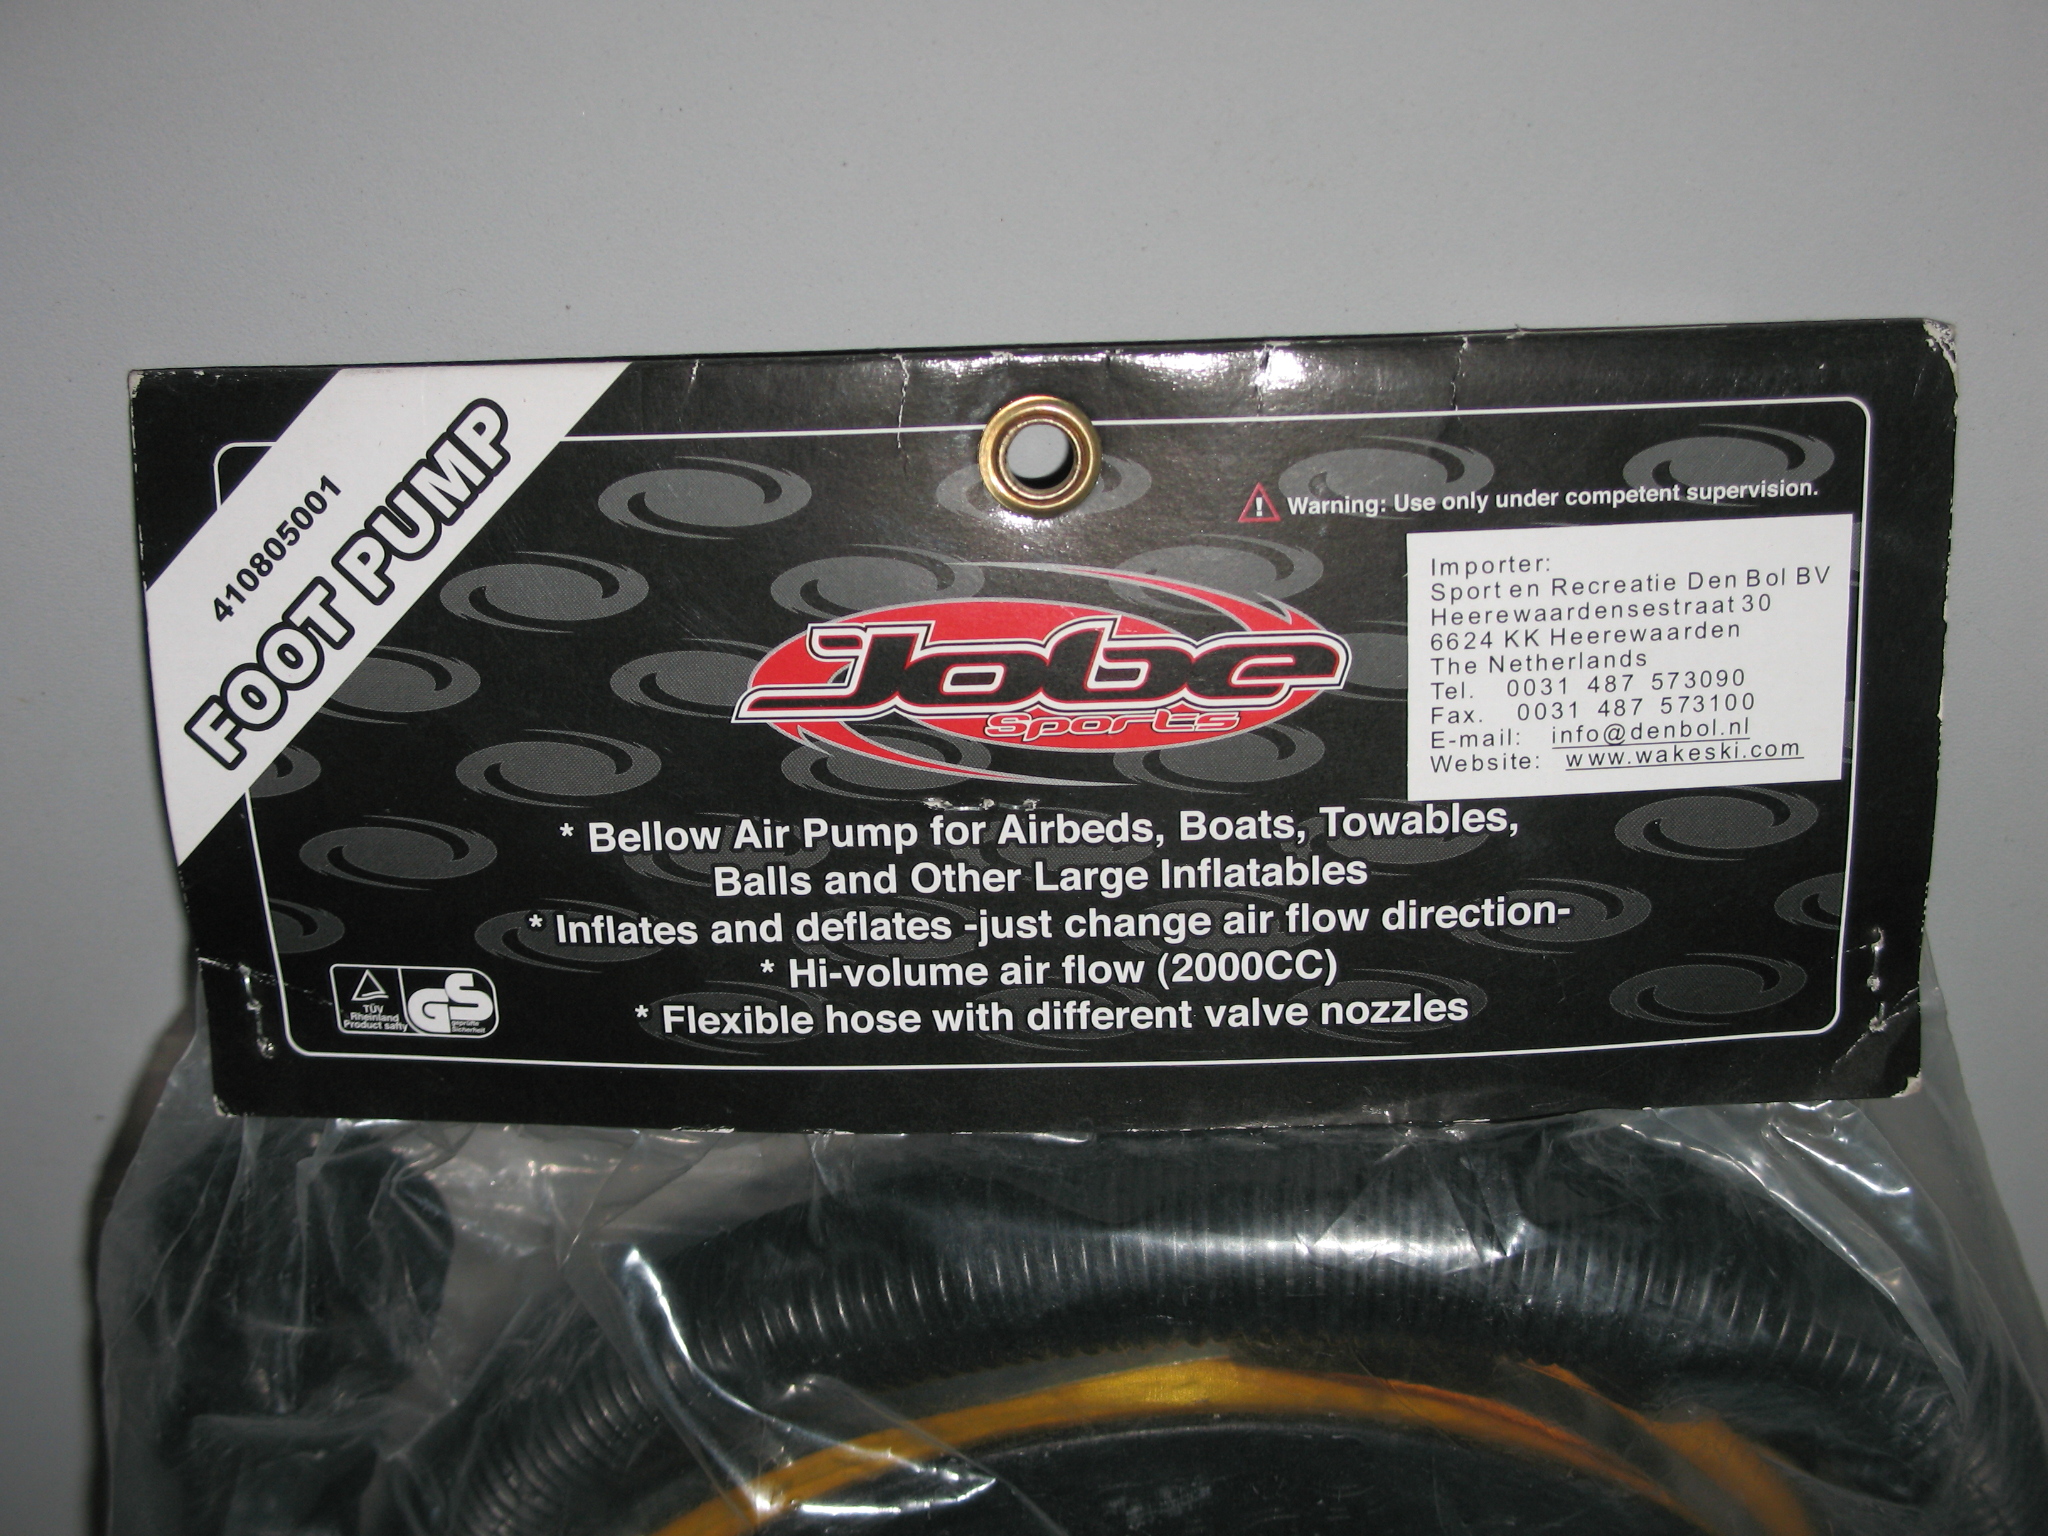 410805001
FOOT PUMP
Warning: Use only under competent supervision.
Jobe
Sports
Importer:
Sport en Recreatie Den Bol BV
Heerewaardensestraat 30
6624 KK Heerewaarden
The Netherlands
Tel. 0031 487 573090
Fax. 0031 487 573100
E-mail: info@denbol.nl
Website: www.wakeski.com
* Bellow Air Pump for Airbeds, Boats, Towables,
Balls and Other Large Inflatables
* Inflates and deflates -just change air flow direction-
* Hi-volume air flow (2000CC)
* Flexible hose with different valve nozzles
TÜV
Rheinland
Product safty
GS
geprüfte
Sicherheit